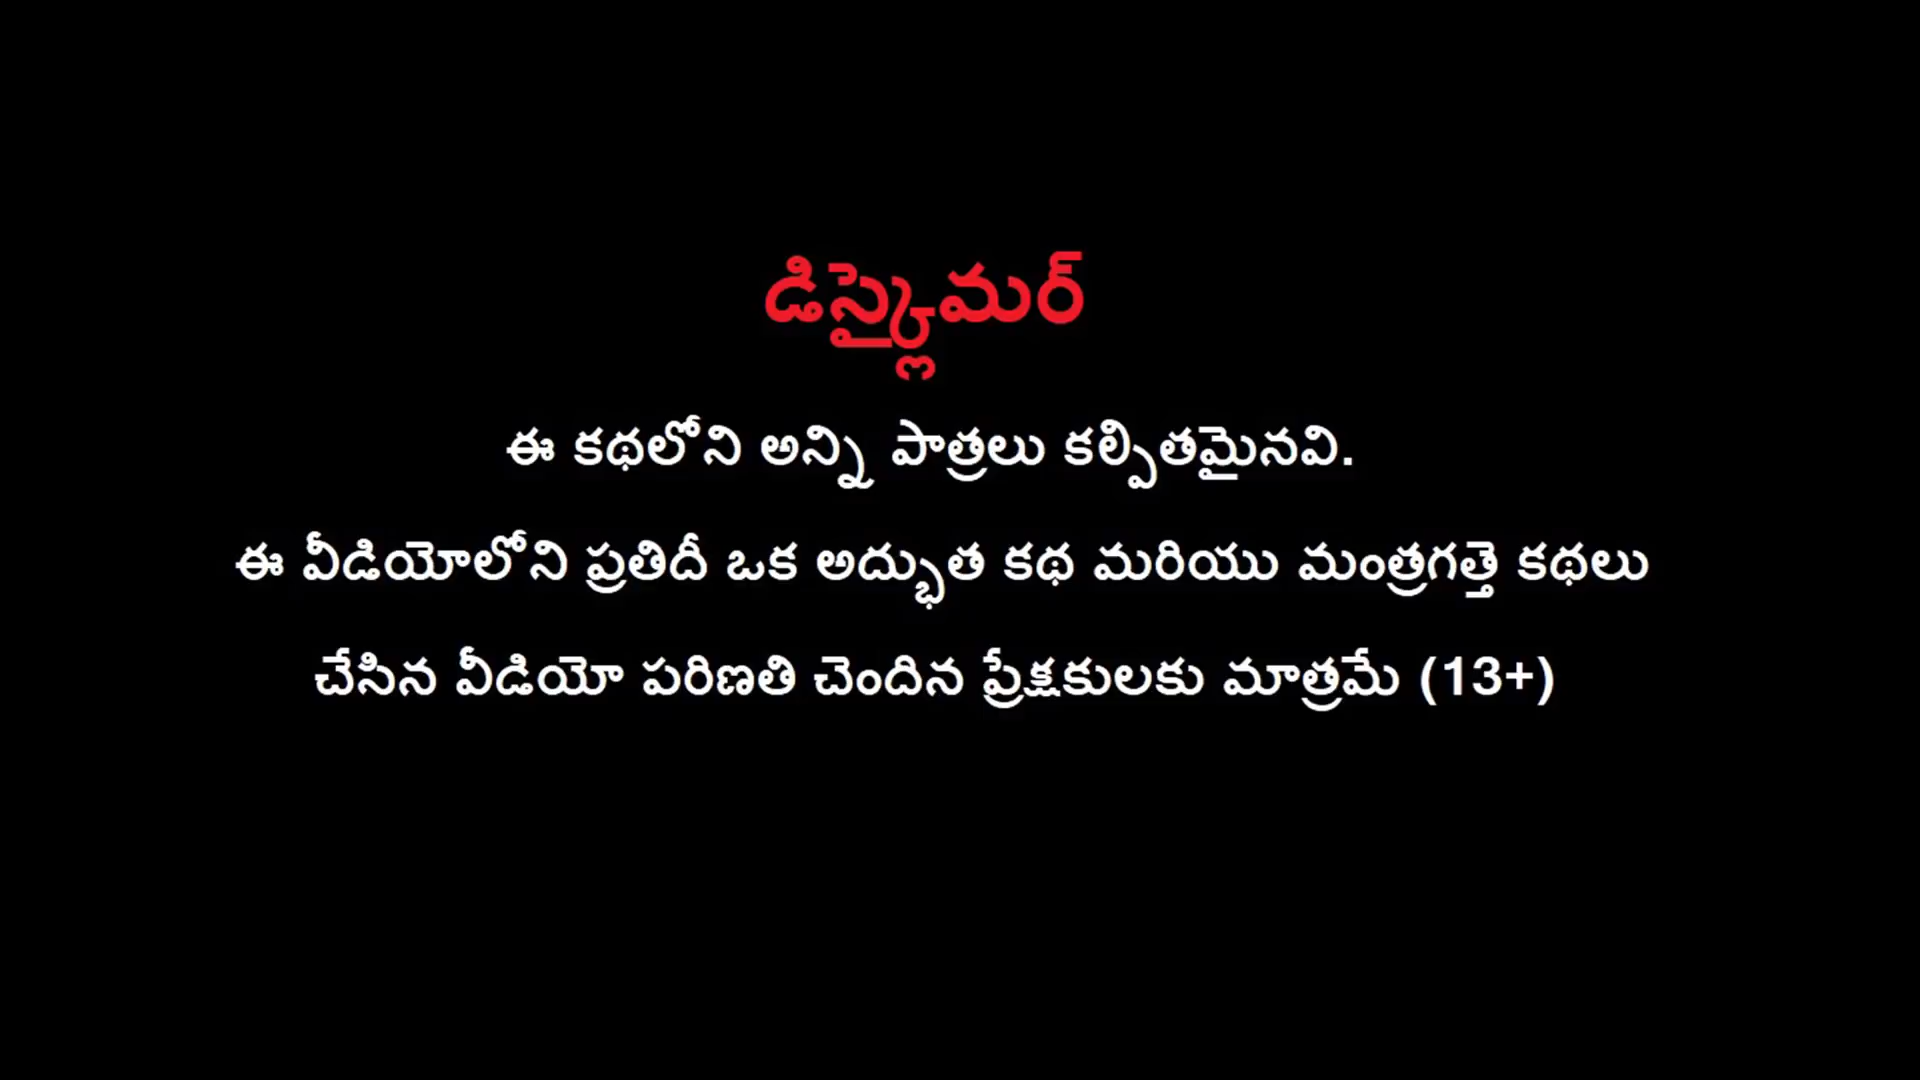 డిస్క్లైమర్
ఈ కథలోని అన్ని పాత్రలు కల్పితమైనవి.
ఈ వీడియోలోని ప్రతిదీ ఒక అద్భుత కథ మరియు మంత్రగత్తె కథలు
చేసిన వీడియో పరిణతి చెందిన ప్రేక్షకులకు మాత్రమే (13+)